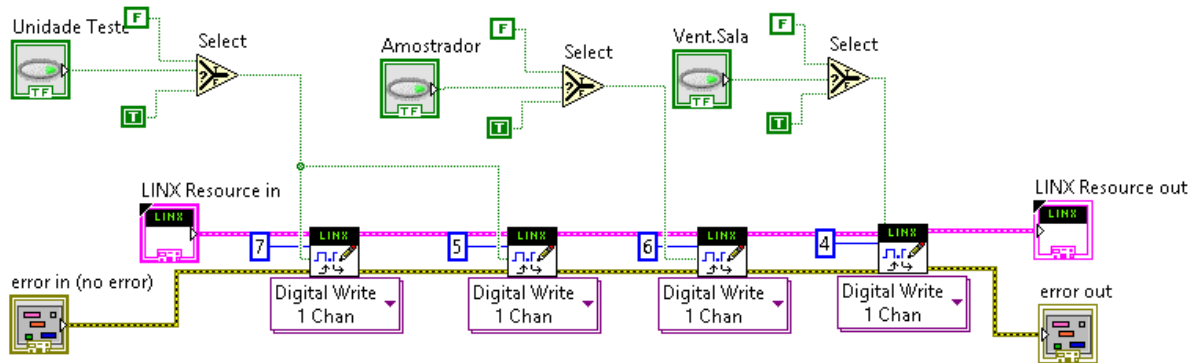 Unidade Teste
F
Select
TF
T
Amostrador
F
Select
TF
T
Vent.Sala
F
Select
TF
T
LINX Resource in
LINX
LINX Resource out
LINX
7
LINX
5
LINX
6
LINX
4
LINX
Digital Write
1 Chan
Digital Write
1 Chan
Digital Write
1 Chan
Digital Write
1 Chan
error in (no error)
error out